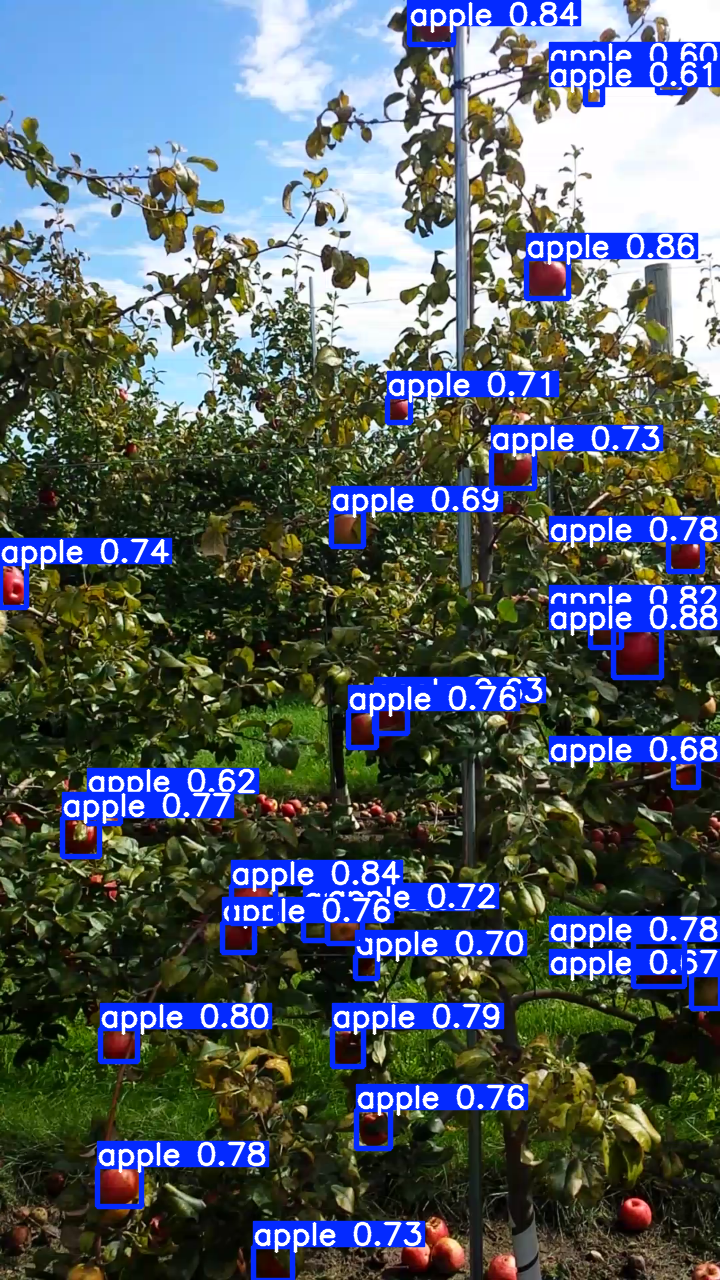 apple 0.84
apple 0.60
apple 0.61
apple 0.86
apple 0.71
apple 0.73
apple 0.69
apple 0.78
apple 0.74
apple 0.82
apple 0.88
0.63
apple 0.76
apple 0.68
apple 0.62
apple 0.77
apple 0.84
apple 0.72
apple 0.76
apple 0.78
apple 0.70
apple 0.67
apple 0.80
apple 0.79
apple 0.76
apple 0.78
apple 0.73